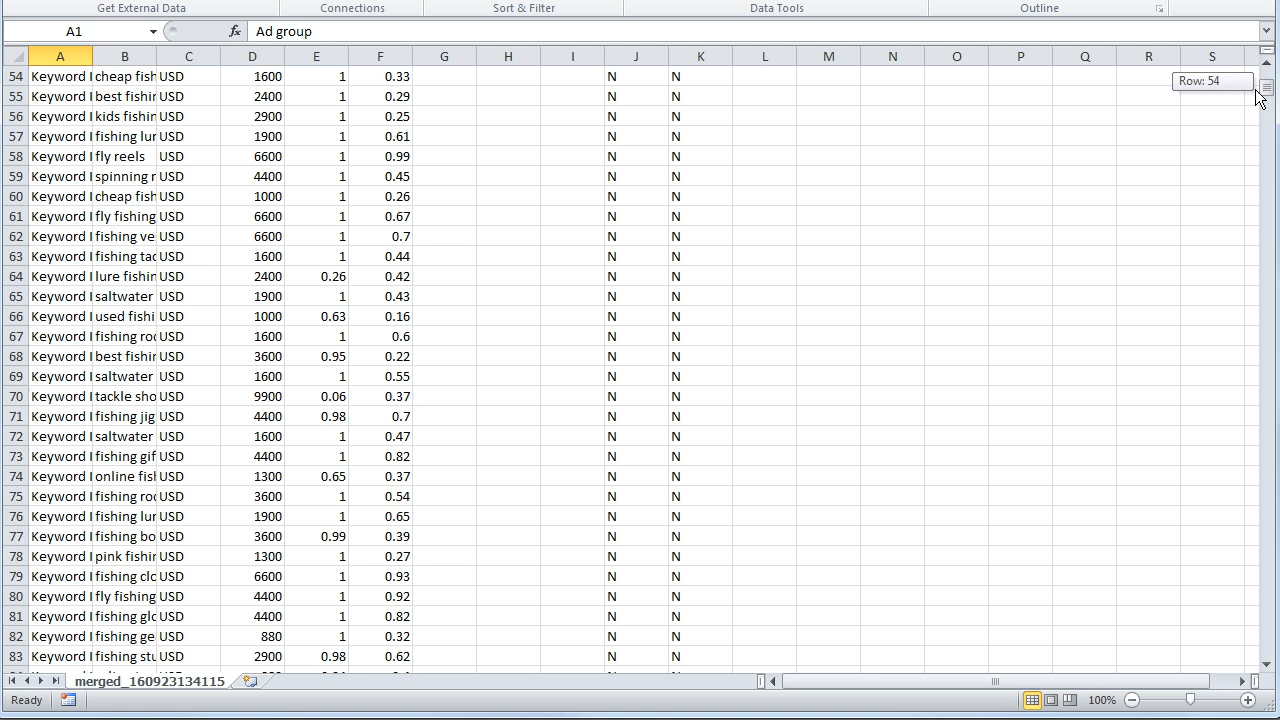 Get External Data Connections Sort & Filter Data Tools Outline
A1 fx Ad group
A B C D E F G H I J K L M N O P Q R S
54 Keyword I cheap fish USD 1600 1 0.33 N N Row: 54
55 Keyword I best fishin USD 2400 1 0.29 N N
56 Keyword I kids fishin USD 2900 1 0.25 N N
57 Keyword I fishing lur USD 1900 1 0.61 N N
58 Keyword I fly reels USD 6600 1 0.99 N N
59 Keyword I spinning r USD 4400 1 0.45 N N
60 Keyword I cheap fish USD 1000 1 0.26 N N
61 Keyword I fly fishing USD 6600 1 0.67 N N
62 Keyword I fishing ve USD 6600 1 0.7 N N
63 Keyword I fishing tac USD 1600 1 0.44 N N
64 Keyword I lure fishin USD 2400 0.26 0.42 N N
65 Keyword I saltwater USD 1900 1 0.43 N N
66 Keyword I used fishi USD 1000 0.63 0.16 N N
67 Keyword I fishing roc USD 1600 1 0.6 N N
68 Keyword I best fishin USD 3600 0.95 0.22 N N
69 Keyword I saltwater USD 1600 1 0.55 N N
70 Keyword I tackle sho USD 9900 0.06 0.37 N N
71 Keyword I fishing jig USD 4400 0.98 0.7 N N
72 Keyword I saltwater USD 1600 1 0.47 N N
73 Keyword I fishing gif USD 4400 1 0.82 N N
74 Keyword I online fish USD 1300 0.65 0.37 N N
75 Keyword I fishing roc USD 3600 1 0.54 N N
76 Keyword I fishing lur USD 1900 1 0.65 N N
77 Keyword I fishing bo USD 3600 0.99 0.39 N N
78 Keyword I pink fishin USD 1300 1 0.27 N N
79 Keyword I fishing clo USD 6600 1 0.93 N N
80 Keyword I fly fishing USD 4400 1 0.92 N N
81 Keyword I fishing glo USD 4400 1 0.82 N N
82 Keyword I fishing ge USD 880 1 0.32 N N
83 Keyword I fishing stu USD 2900 0.98 0.62 N N
merged_160923134115
Ready 100%